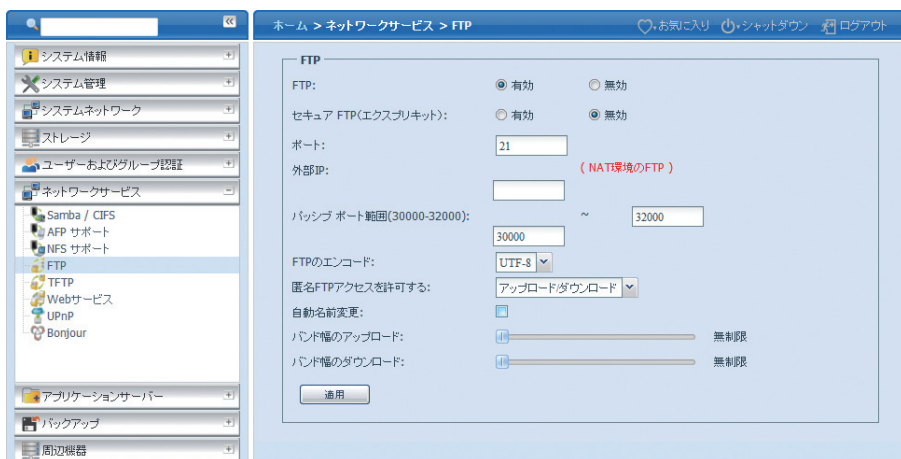 ホーム > ネットワークサービス > FTP
お気に入り
シャットダウン
ログアウト
システム情報
システム管理
システムネットワーク
ストレージ
ユーザーおよびグループ認証
ネットワークサービス
Samba / CIFS
AFP サポート
NFS サポート
FTP
TFTP
Webサービス
UPnP
Bonjour
アプリケーションサーバー
バックアップ
周辺機器
FTP
FTP: 有効 無効
セキュア FTP(エクスプリキット): 有効 無効
ポート: 21
外部IP: ( NAT環境のFTP )
パッシブ ポート範囲(30000-32000): ~ 32000
30000
FTPのエンコード: UTF-8
匿名FTPアクセスを許可する: アップロード/ダウンロード
自動名前変更:
バンド幅のアップロード: 無制限
バンド幅のダウンロード: 無制限
適用